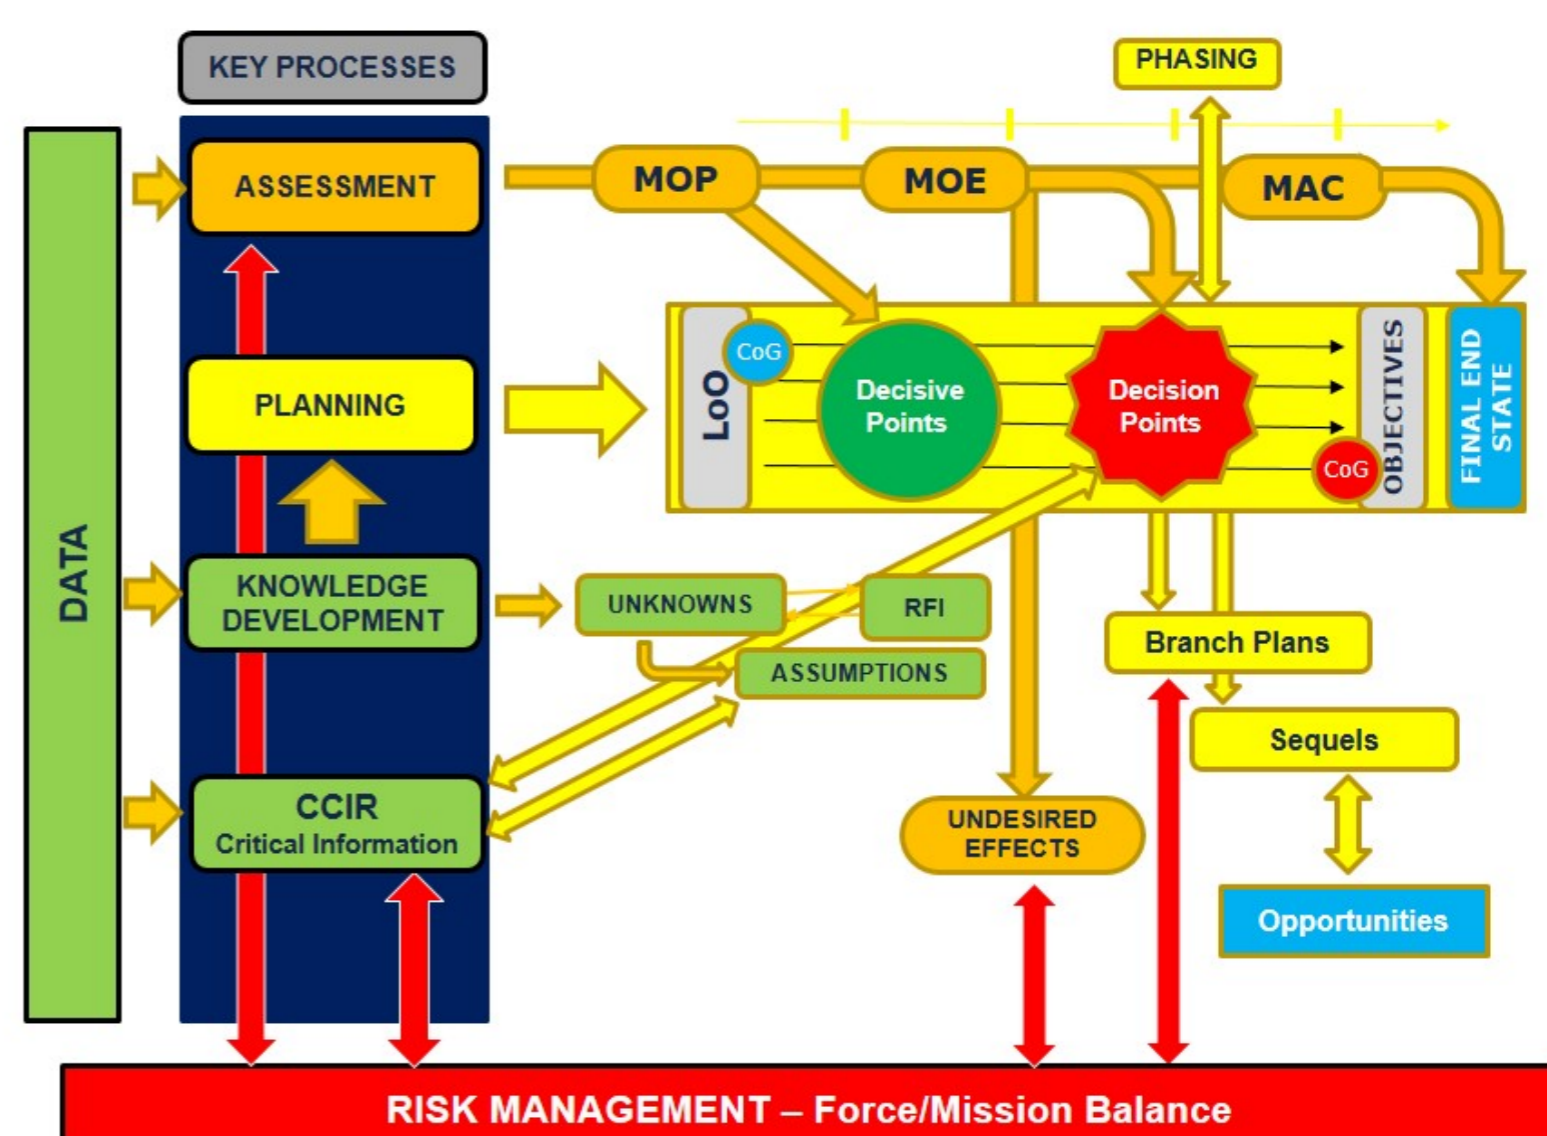 KEY PROCESSES
PHASING
DATA
ASSESSMENT
MOP
MOE
MAC
PLANNING
LoO
CoG
Decisive
Points
Decision
Points
CoG
OBJECTIVES
FINAL END
STATE
KNOWLEDGE
DEVELOPMENT
UNKNOWNS
RFI
ASSUMPTIONS
Branch Plans
Sequels
CCIR
Critical Information
UNDESIRED
EFFECTS
Opportunities
RISK MANAGEMENT – Force/Mission Balance